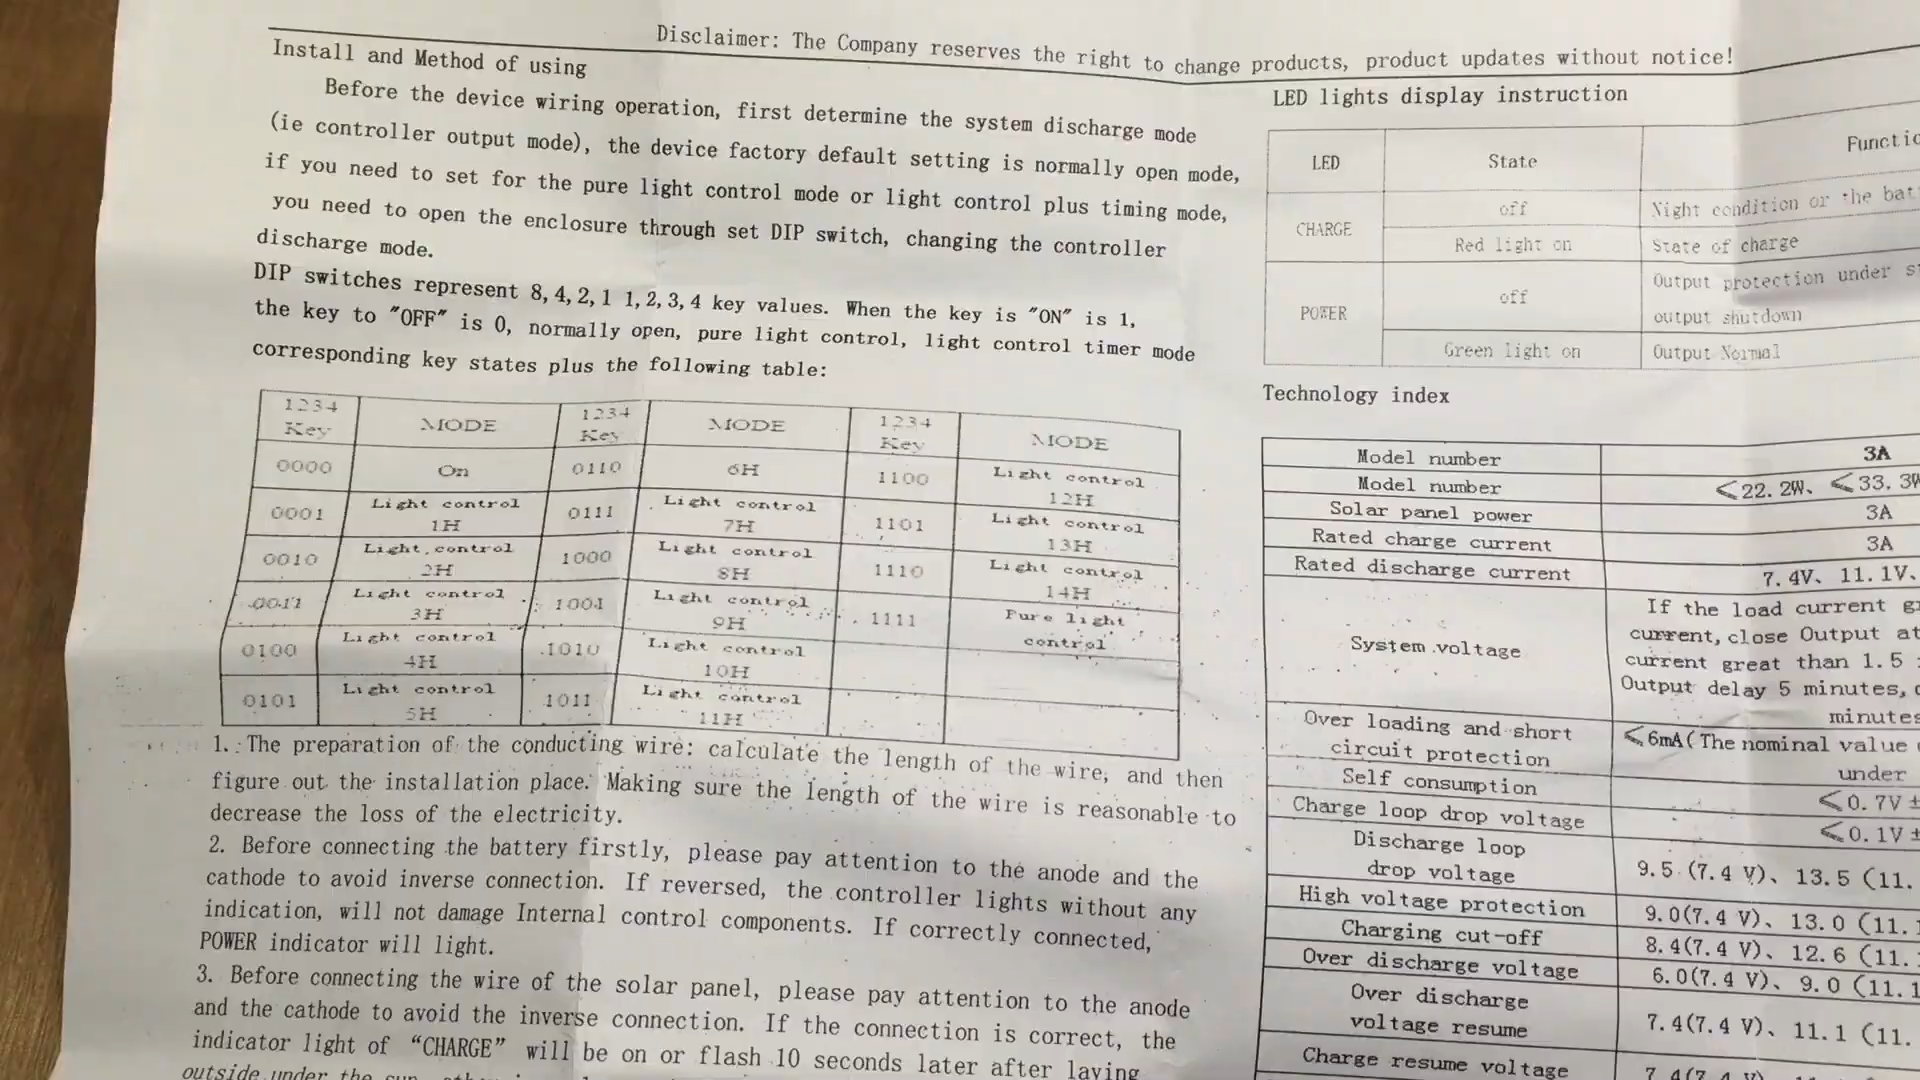 Disclaimer: The Company reserves the right to change products, product updates without notice!
Install and Method of using
Before the device wiring operation, first determine the system discharge mode
(ie controller output mode), the device factory default setting is normally open mode,
if you need to set for the pure light control mode or light control plus timing mode,
you need to open the enclosure through set DIP switch, changing the controller
discharge mode.
DIP switches represent 8,4,2,1 1,2,3,4 key values. When the key is "ON" is 1,
the key to "OFF" is 0, normally open, pure light control, light control timer mode
corresponding key states plus the following table:
1234 Key MODE 1234 Key MODE 1234 Key MODE
0000 On 0110 6H 1100 Light control 12H
0001 Light control 1H 0111 Light control 7H 1101 Light control 13H
0010 Light control 2H 1000 Light control 8H 1110 Light control 14H
0011 Light control 3H 1001 Light control 9H 1111 Pure light control
0100 Light control 4H 1010 Light control 10H
0101 Light control 5H 1011 Light control 11H
1. The preparation of the conducting wire: calculate the length of the wire, and then
figure out the installation place. Making sure the length of the wire is reasonable to
decrease the loss of the electricity.
2. Before connecting the battery firstly, please pay attention to the anode and the
cathode to avoid inverse connection. If reversed, the controller lights without any
indication, will not damage Internal control components. If correctly connected,
POWER indicator will light.
3. Before connecting the wire of the solar panel, please pay attention to the anode
and the cathode to avoid the inverse connection. If the connection is correct, the
indicator light of “CHARGE” will be on or flash 10 seconds later after laying
outside under the sun,
LED lights display instruction
LED State
CHARGE off Night condition or the
Red light on State of charge
POWER off Output protection under
output shutdown
Green light on Output Normal
Technology index
Model number 3A
Model number ≤22.2W、 ≤33.3W
Solar panel power 3A
Rated charge current 3A
Rated discharge current 7.4V、11.1V、
System voltage If the load current
current, close Output at
current great than 1.5
Output delay 5 minutes,
minutes
Over loading and short
circuit protection ≤6mA(The nominal value
under
Self consumption ≤0.7V±
Charge loop drop voltage ≤0.1V±
Discharge loop
drop voltage 9.5 (7.4 V)、13.5 (11.
High voltage protection 9.0(7.4 V)、13.0 (11.1
Charging cut-off 8.4(7.4 V)、12.6 (11.
Over discharge voltage 6.0(7.4 V)、9.0 (11.1
Over discharge
voltage resume 7.4(7.4 V)、11.1 (11.
Charge resume voltage